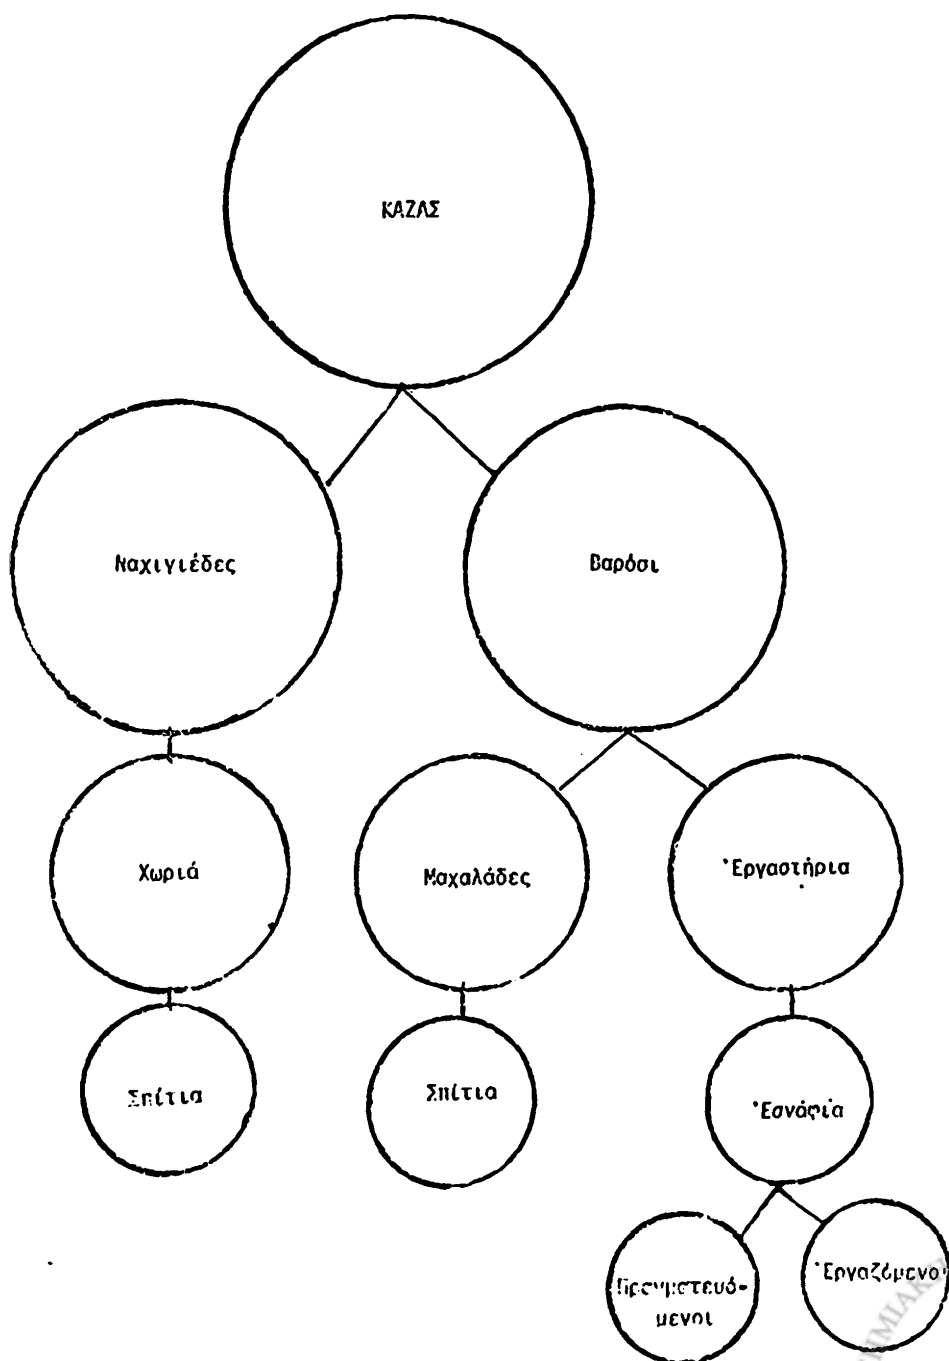 ΚΑΖΑΣ
Ναχιγιέδες
Βαρόσι
Χωριά
Μαχαλάδες
Ἐργαστήρια
Σπίτια
Σπίτια
Ἐσνάφια
Πραγματευό-
μενοι
Ἐργαζόμενοι